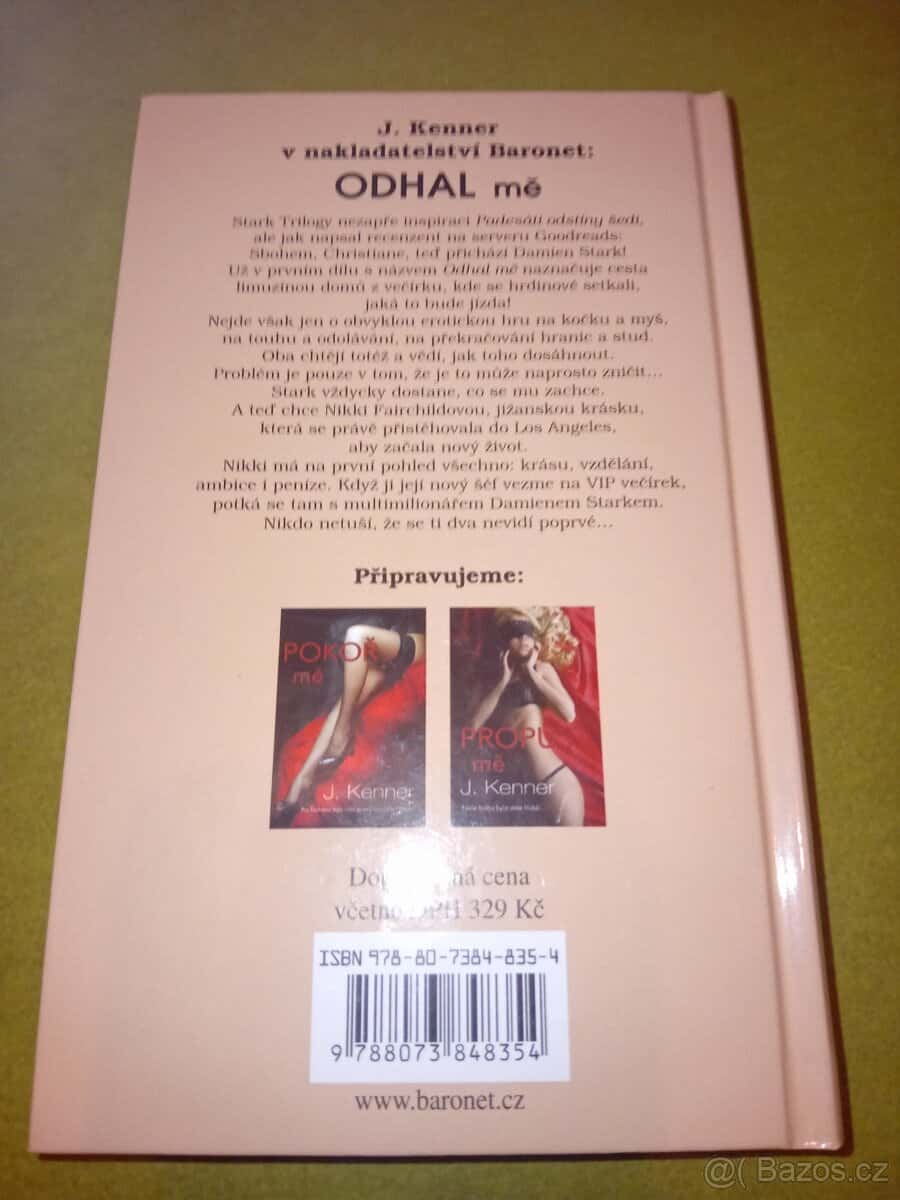 J. Kenner
v nakladatelství Baronet:
ODHAL mě
Stark Trilogy nezapře inspiraci Padesáti odstíny šedi,
ale jak napsal recenzent na serveru Goodreads:
Sbohem, Christiane, teď přichází Damien Stark!
Už v prvním dílu s názvem Odhal mě naznačuje cesta
limuzínou domů z večírku, kde se hrdinové setkali,
jaká to bude jízda!
Nejde však jen o obvyklou erotickou hru na kočku a myš,
na touhu a odolávání, na překračování hranic a stud.
Oba chtějí totéž a vědí, jak toho dosáhnout.
Problém je pouze v tom, že je to může naprosto zničit...
Stark vždycky dostane, co se mu zachce.
A teď chce Nikki Fairchildovou, jižanskou krásku,
která se právě přistěhovala do Los Angeles,
aby začala nový život.
Nikki má na první pohled všechno: krásu, vzdělání,
ambice i peníze. Když ji její nový šéf vezme na VIP večírek,
potká se tam s multimilionářem Damienem Starkem.
Nikdo netuší, že se ti dva nevidí poprvé...
Připravujeme:
POKOŘ
mě
J. Kenner
PROPU
mě
J. Kenner
cena
včetně DPH 329 Kč
ISBN 978-80-7384-835-4
9 788073 848354
www.baronet.cz
@( Bazos.cz